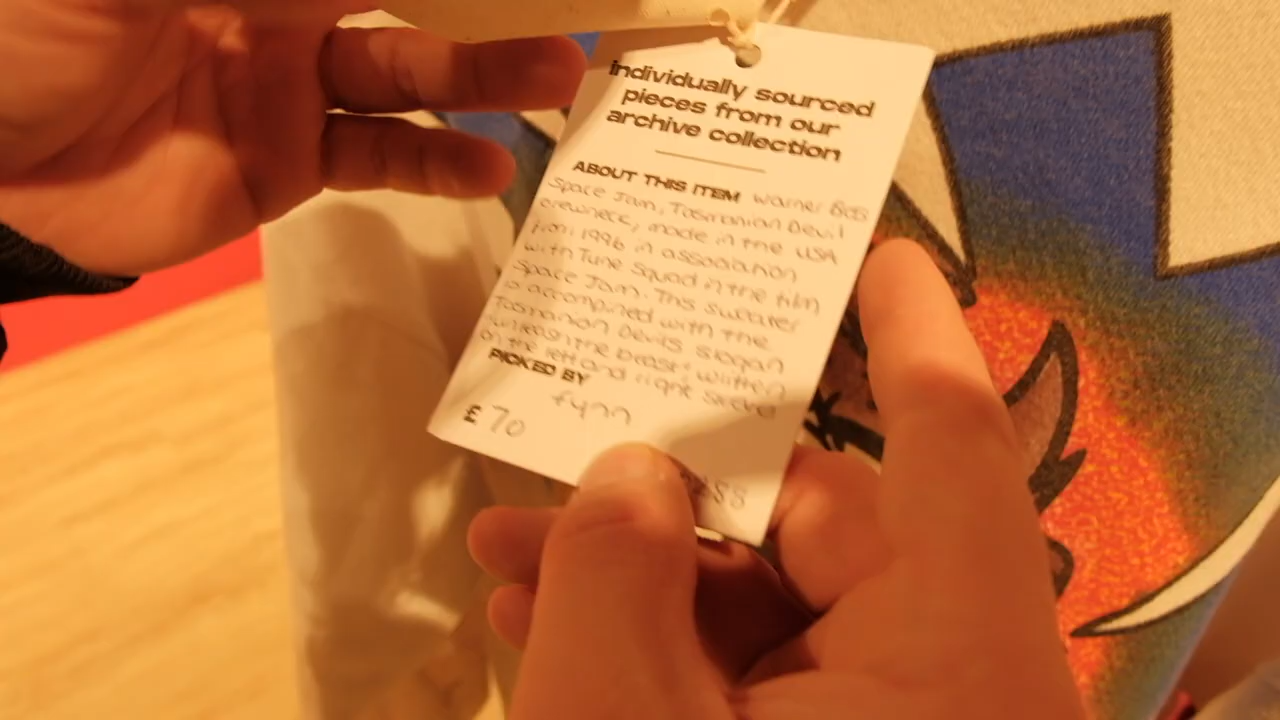 individually sourced
pieces from our
archive collection
ABOUT THIS ITEM Warner Bros
Space Jam, Tasmanian Devil
crewneck, made in the USA
from 1996 in association
with Tune Squad in the film
Space Jam. This sweater
is accompined with the
Tasmanian Devils slogan
unleash the beast written
on the left and right
PICKED BY
Fynn
£ 70